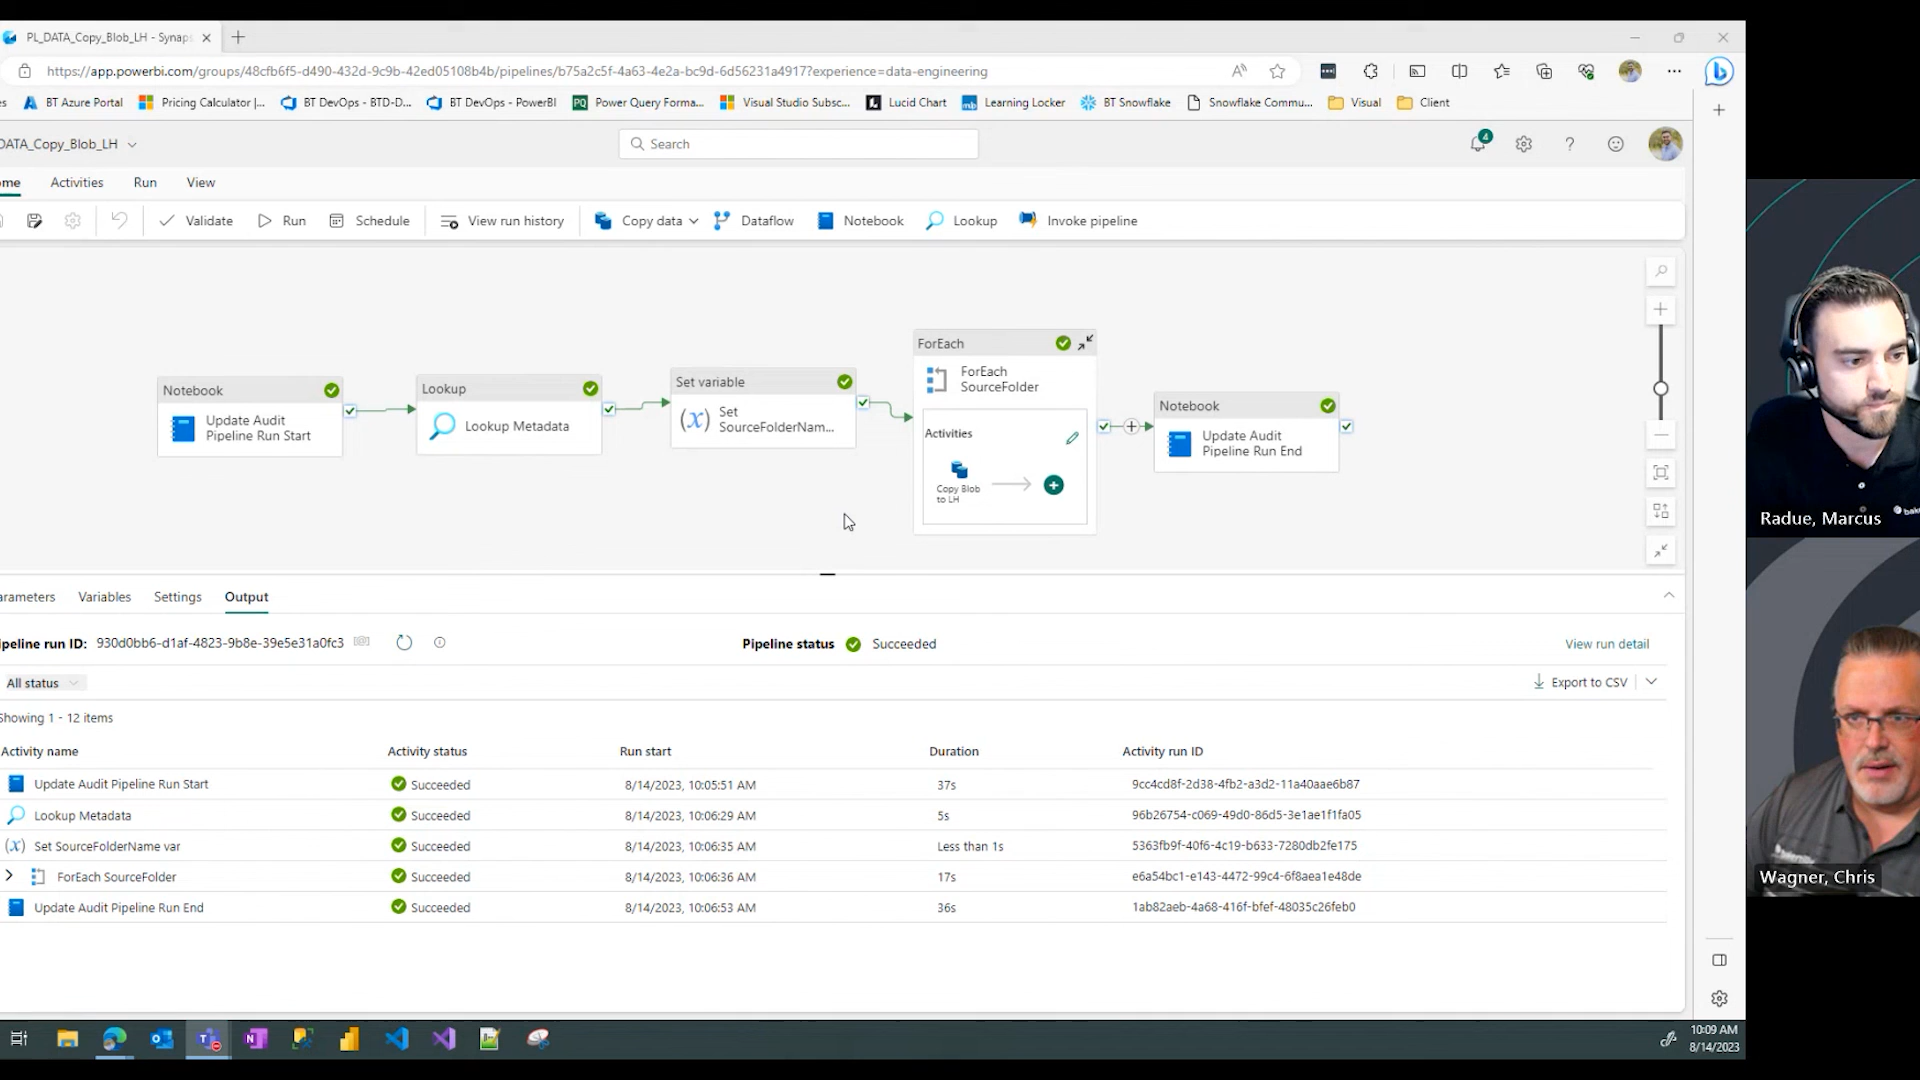 PL_DATA_Copy_Blob_LH - Synaps
https://app.powerbi.com/groups/48cfb6f5-d490-432d-9c9b-42ed05108b4b/pipelines/b75a2c5f-4a63-4e2a-bc9d-6d56231a4917?experience=data-engineering
es BT Azure Portal Pricing Calculator |... BT DevOps - BTD-D... BT DevOps - PowerBI PQ Power Query Forma... Visual Studio Subsc... Lucid Chart mb Learning Locker BT Snowflake Snowflake Commu... Visual Client
DATA_Copy_Blob_LH Search 4
ome Activities Run View
Validate Run Schedule View run history Copy data Dataflow Notebook Lookup Invoke pipeline
ForEach
ForEach
SourceFolder
Activities
Copy Blob
to LH
Notebook
Update Audit
Pipeline Run Start
Lookup
Lookup Metadata
Set variable
(x) Set
SourceFolderNam...
Notebook
Update Audit
Pipeline Run End
arameters Variables Settings Output
ipeline run ID: 930d0bb6-d1af-4823-9b8e-39e5e31a0fc3 Pipeline status Succeeded View run detail
All status Export to CSV
Showing 1 - 12 items
Activity name Activity status Run start Duration Activity run ID
Update Audit Pipeline Run Start Succeeded 8/14/2023, 10:05:51 AM 37s 9cc4cd8f-2d38-4fb2-a3d2-11a40aae6b87
Lookup Metadata Succeeded 8/14/2023, 10:06:29 AM 5s 96b26754-c069-49d0-86d5-3e1ae1f1fa05
(x) Set SourceFolderName var Succeeded 8/14/2023, 10:06:35 AM Less than 1s 5363fb9f-40f6-4c19-b633-7280db2fe175
ForEach SourceFolder Succeeded 8/14/2023, 10:06:36 AM 17s e6a54bc1-e143-4472-99c4-6f8aea1e48de
Update Audit Pipeline Run End Succeeded 8/14/2023, 10:06:53 AM 36s 1ab82aeb-4a68-416f-bfef-48035c26feb0
10:09 AM
8/14/2023
Radue, Marcus
Wagner, Chris